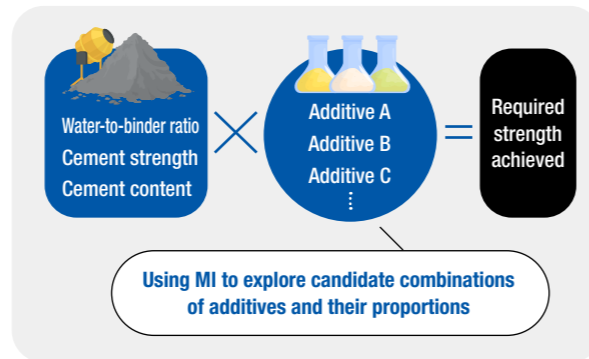 Water-to-binder ratio
Cement strength
Cement content
Additive A
Additive B
Additive C
Required
strength
achieved
Using MI to explore candidate combinations
of additives and their proportions